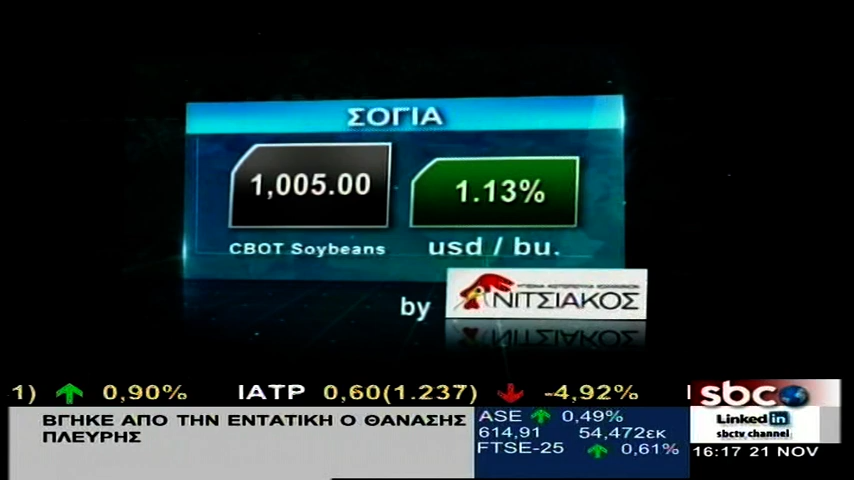 ΣΟΓΙΑ
1,005.00
1.13%
CBOT Soybeans
usd / bu.
by
ΝΙΤΣΙΑΚΟΣ
1) 0,90% ΙΑΤΡ 0,60(1.237) -4,92%
sbc
ΒΓΗΚΕ ΑΠΟ ΤΗΝ ΕΝΤΑΤΙΚΗ Ο ΘΑΝΑΣΗΣ
ΠΛΕΥΡΗΣ
ASE 0,49%
614,91 54,472εκ
FTSE-25 0,61%
Linked in
sbctv channel
16:17 21 NOV